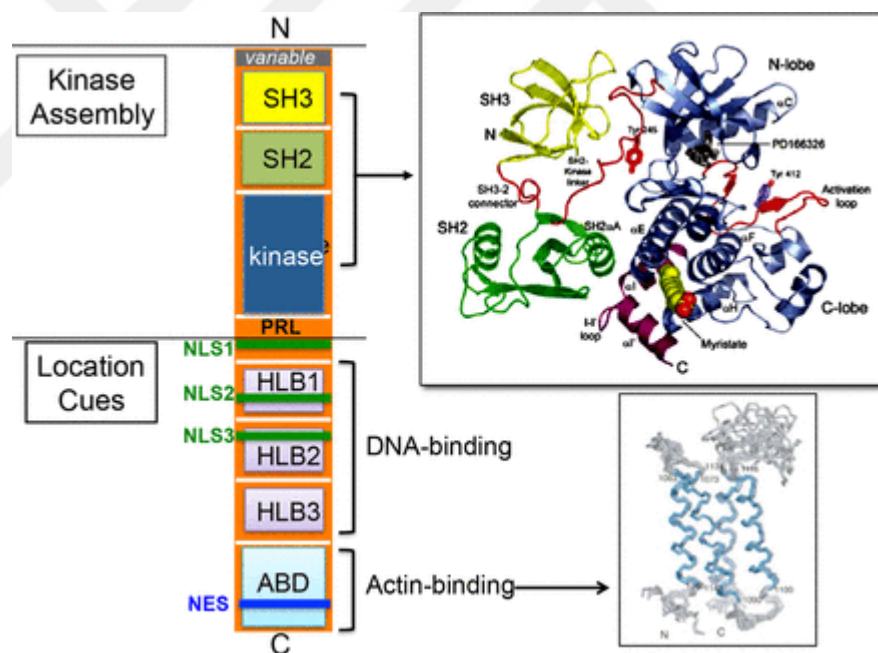 N
variable
Kinase
Assembly
SH3
SH2
kinase
PRL
NLS1
Location
Cues
HLB1
NLS2
NLS3
HLB2
DNA-binding
HLB3
ABD
Actin-binding
NES
C
N-lobe
SH3
αC
N
Tyr 245
PD166326
SH2-
Kinase
linker
Tyr 412
SH3-2
connector
Activation
loop
SH2
SH2αA
αE
αF
αI
αH
C-lobe
I-I'
loop
αI'
Myristate
C
N
C